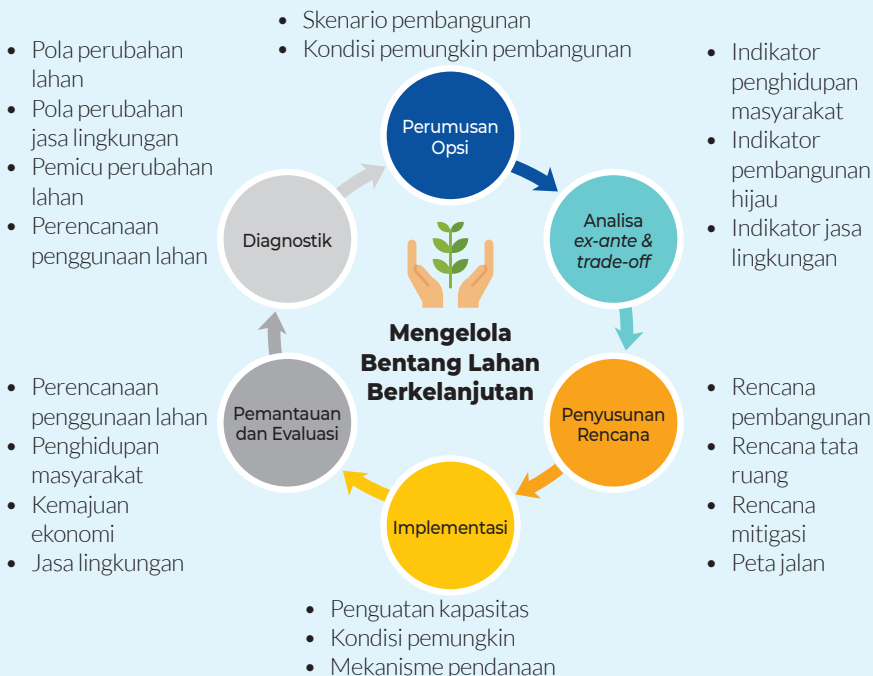 • Skenario pembangunan
• Kondisi pemungkin pembangunan
• Pola perubahan
lahan
• Pola perubahan
jasa lingkungan
• Pemicu perubahan
lahan
• Perencanaan
penggunaan lahan
Perumusan
Opsi
• Indikator
penghidupan
masyarakat
• Indikator
pembangunan
hijau
• Indikator jasa
lingkungan
Diagnostik
Analisa
ex-ante &
trade-off
Mengelola
Bentang Lahan
Berkelanjutan
• Perencanaan
penggunaan lahan
• Penghidupan
masyarakat
• Kemajuan
ekonomi
• Jasa lingkungan
Pemantauan
dan Evaluasi
Penyusunan
Rencana
• Rencana
pembangunan
• Rencana tata
ruang
• Rencana
mitigasi
• Peta jalan
Implementasi
• Penguatan kapasitas
• Kondisi pemungkin
• Mekanisme pendanaan